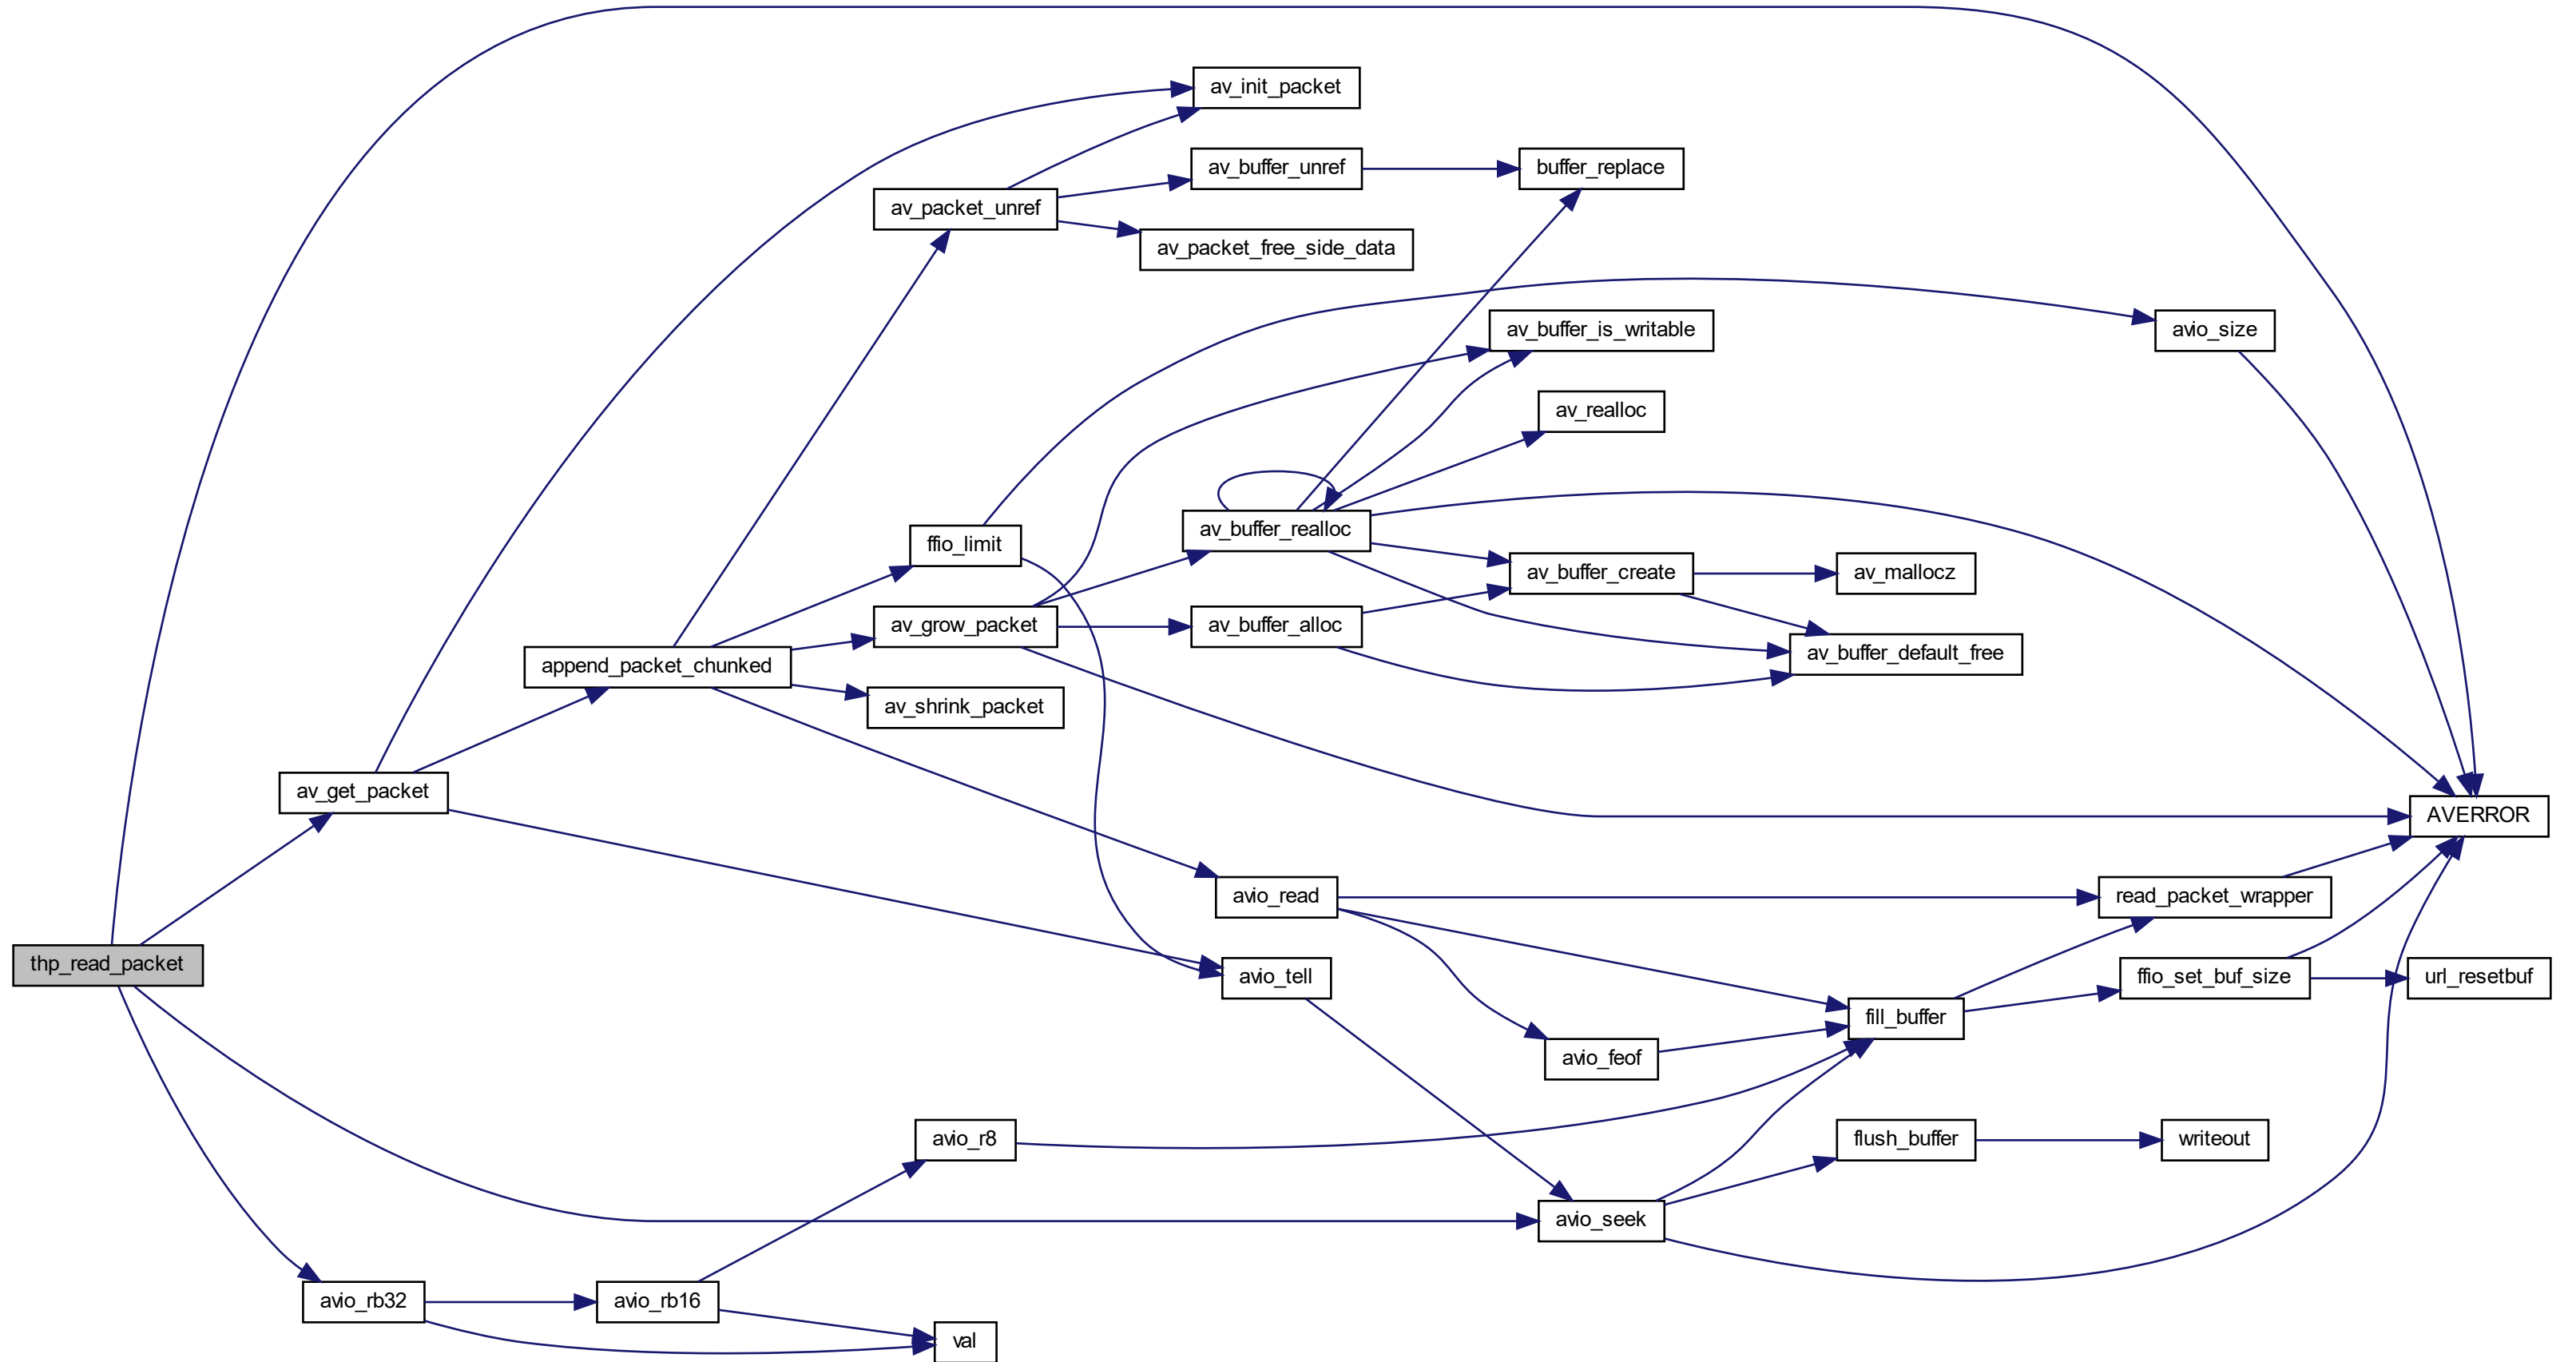 av_init_packet
av_buffer_unref
buffer_replace
av_packet_unref
av_packet_free_side_data
av_buffer_is_writable
avio_size
av_realloc
av_buffer_realloc
ffio_limit
av_buffer_create
av_mallocz
av_grow_packet
av_buffer_alloc
av_buffer_default_free
append_packet_chunked
av_shrink_packet
av_get_packet
AVERROR
avio_read
read_packet_wrapper
thp_read_packet
avio_tell
ffio_set_buf_size
url_resetbuf
fill_buffer
avio_feof
avio_r8
flush_buffer
writeout
avio_seek
avio_rb32
avio_rb16
val